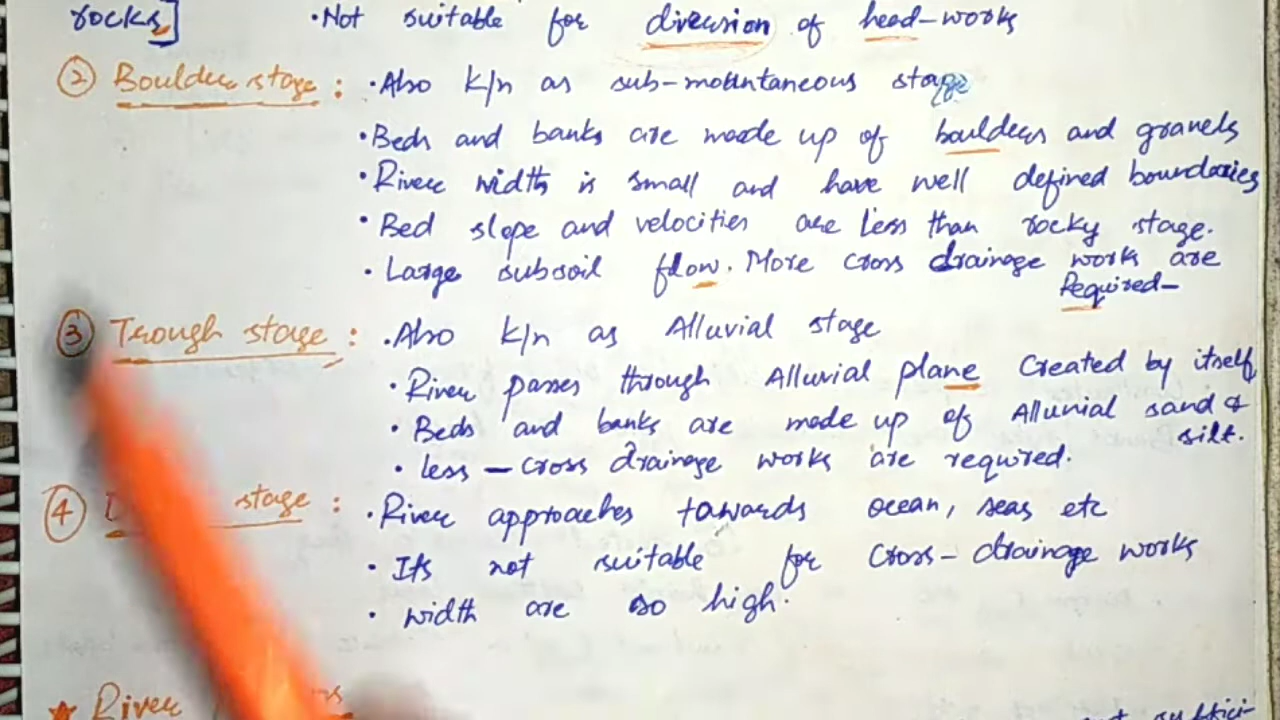 rocks] • Not suitable for diversion of head-works
② Boulder stage : • Also k/n as sub-mountaneous stage
• Beds and banks are made up of boulders and gravels
• River width is small and have well defined boundaries
• Bed slope and velocities are less than rocky stage.
• Large subsoil flow. More cross drainage works are
Required-
③ Trough stage : • Also k/n as Alluvial stage
• River passes through Alluvial plane Created by itself
• Beds and banks are made up of Alluvial sand &
silt.
• less - cross drainage works are required.
④ stage : • River approaches towards ocean, seas etc
• Its not suitable for cross-drainage works
• width are so high.
★ River